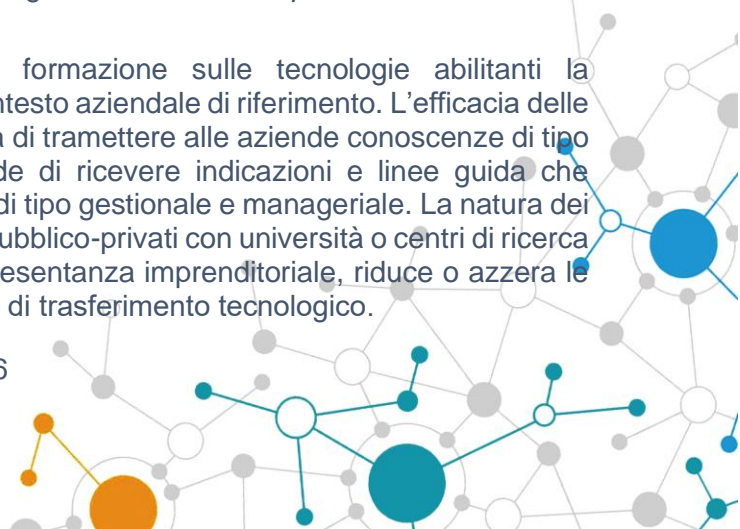 formazione sulle tecnologie abilitanti la
ntesto aziendale di riferimento. L'efficacia delle
à di tramettere alle aziende conoscenze di tipo
de di ricevere indicazioni e linee guida che
di tipo gestionale e manageriale. La natura dei
ubblico-privati con università o centri di ricerca
esentanza imprenditoriale, riduce o azzera le
di trasferimento tecnologico.
6